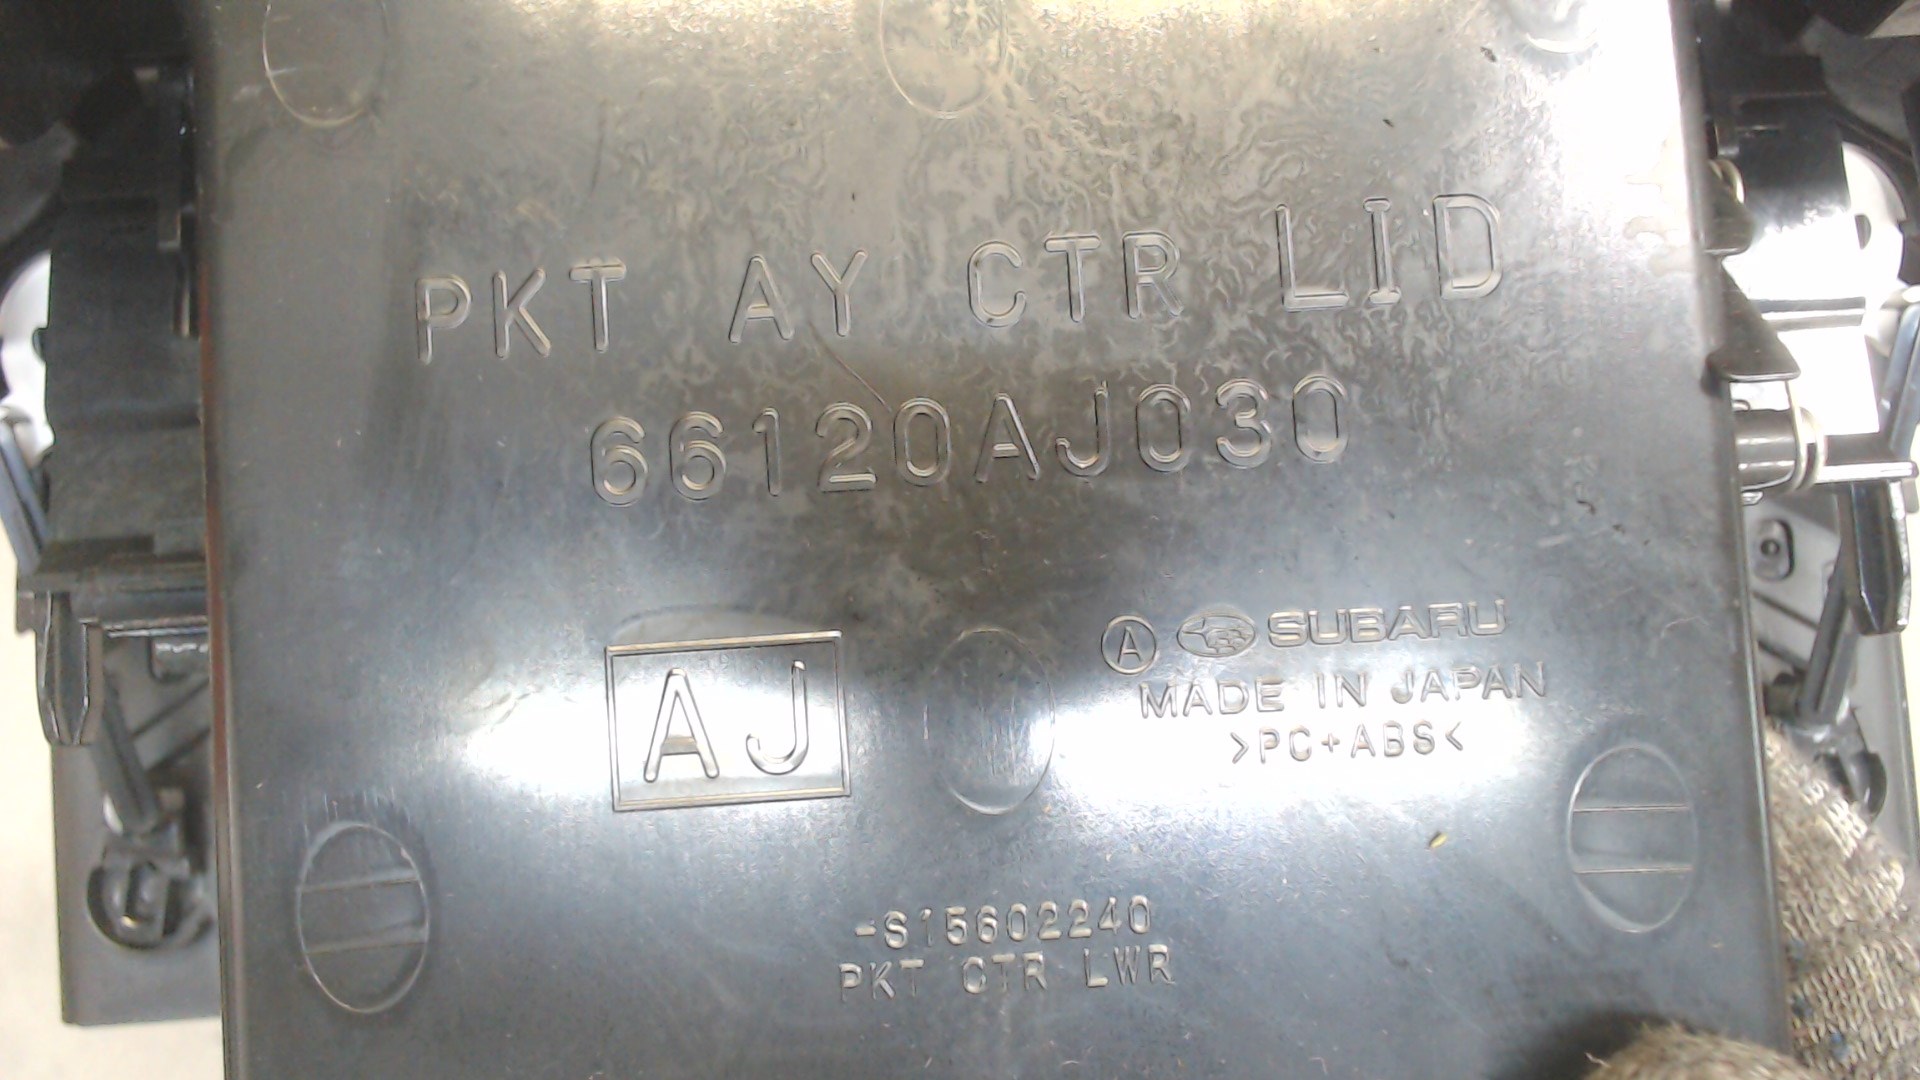 PKT AY CTR LID
66120AJ030
AJ
A SUBARU
MADE IN JAPAN
>PC+ABS<
-S15602240
PKT CTR LWR